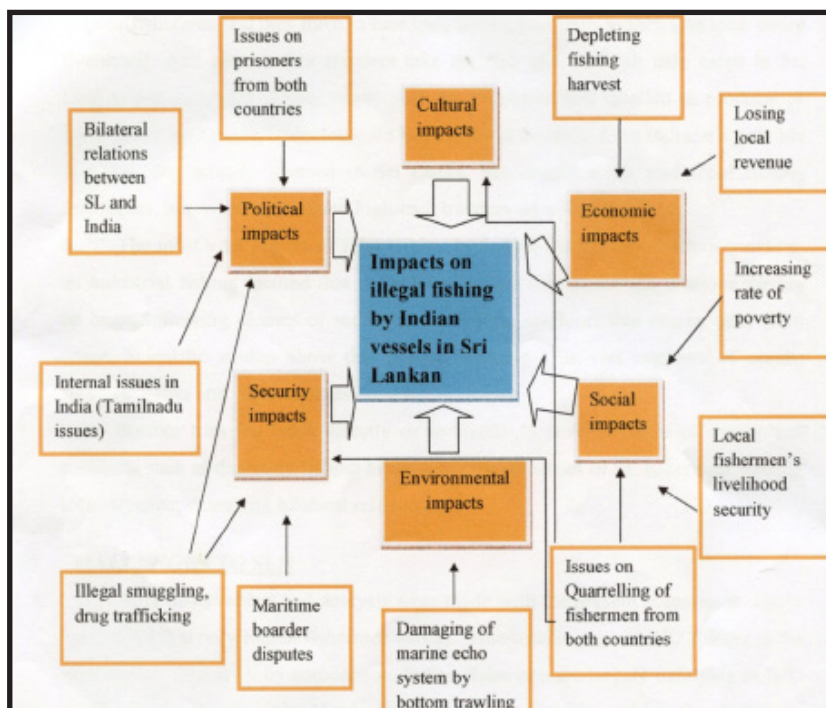 Issues on
prisoners from
both countries
Cultural impacts
Depleting
fishing
harvest
Losing
local
revenue
Bilateral
relations
between
SL and
India
Political
impacts
Economic
impacts
Impacts on
illegal fishing
by Indian
vessels in Sri
Lankan
Increasing
rate of
poverty
Internal issues in
India (Tamilnadu
issues)
Security
impacts
Social
impacts
Local
fishermen's
livelihood
security
Environmental
impacts
Illegal smuggling,
drug trafficking
Maritime
boarder
disputes
Damaging of
marine echo
system by
bottom trawling
Issues on
Quarrelling of
fishermen from
both countries